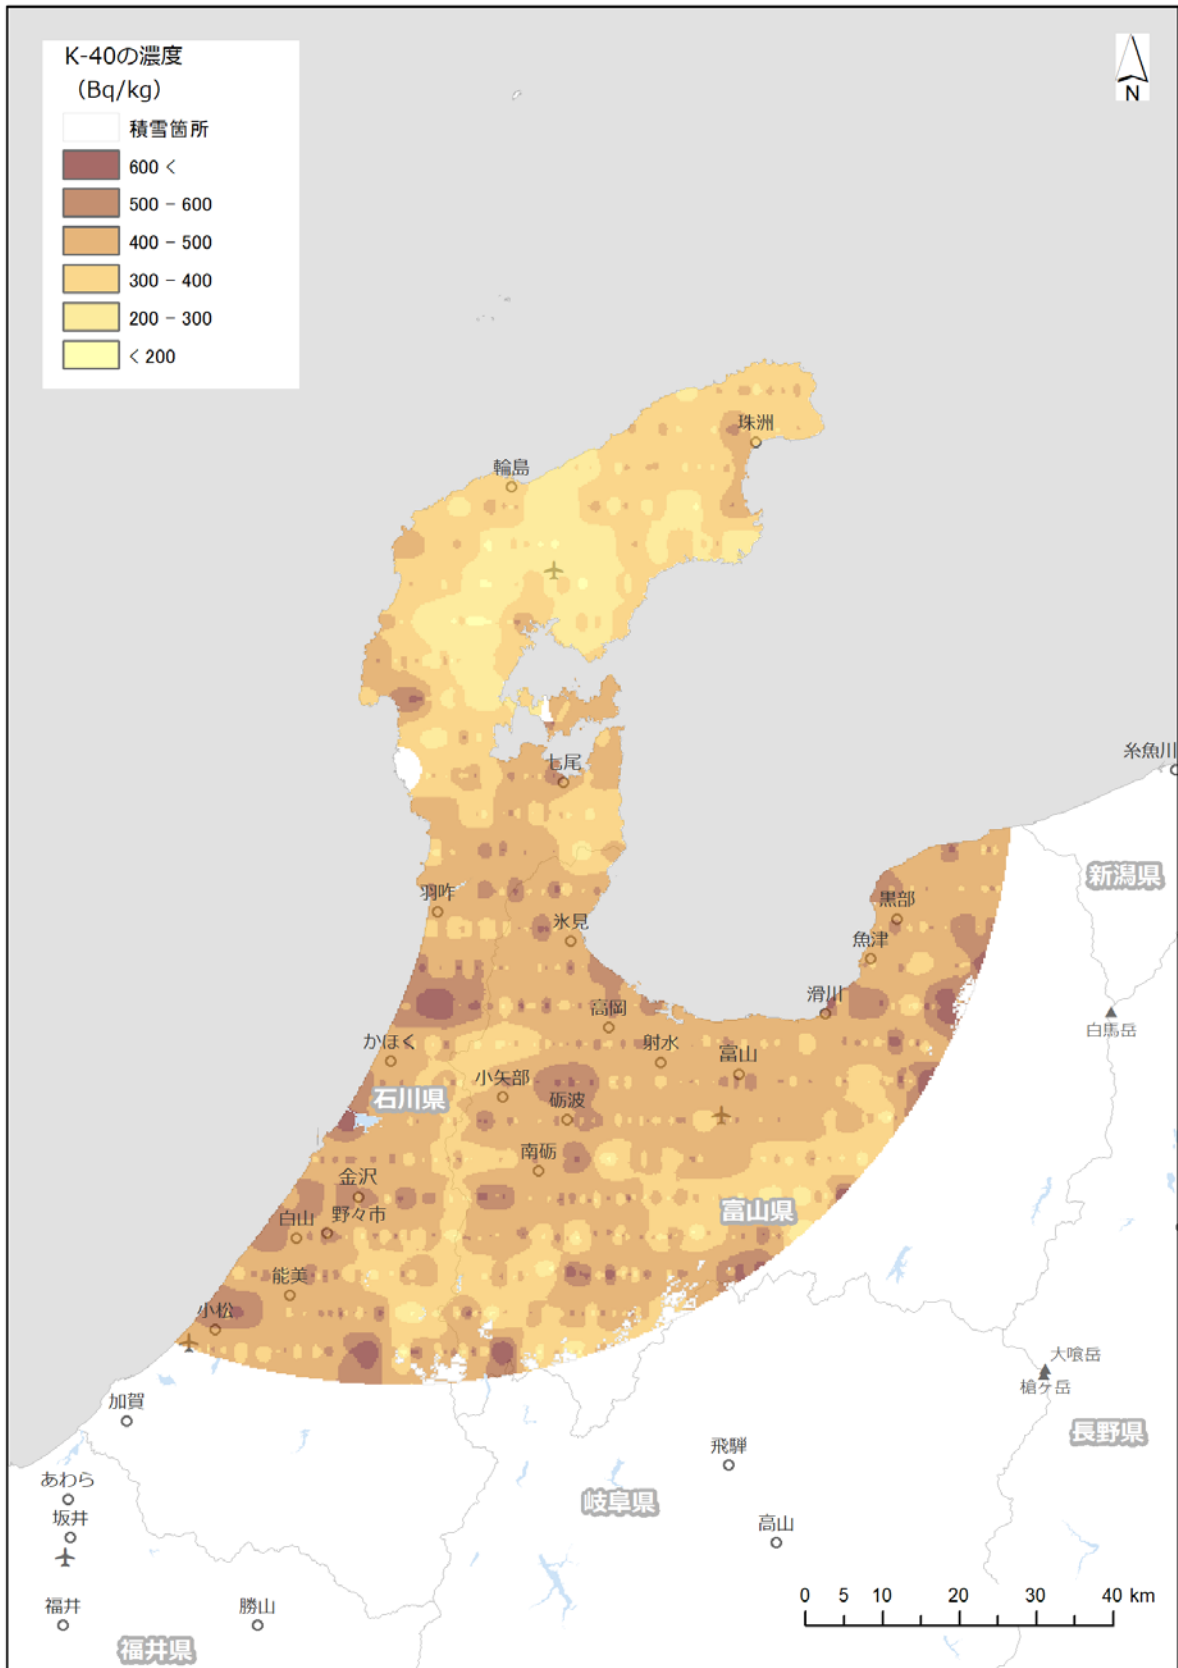 K-40の濃度
（Bq/kg）
積雪箇所
600 <
500 - 600
400 - 500
300 - 400
200 - 300
< 200
N
珠洲
輪島
七尾
糸魚川
新潟県
羽咋
黒部
氷見
魚津
滑川
高岡
白馬岳
かほく
射水
富山
小矢部
石川県
砺波
南砺
金沢
富山県
白山
野々市
能美
小松
大喰岳
槍ヶ岳
加賀
長野県
飛騨
あわら
岐阜県
坂井
高山
0 5 10 20 30 40 km
福井
勝山
福井県